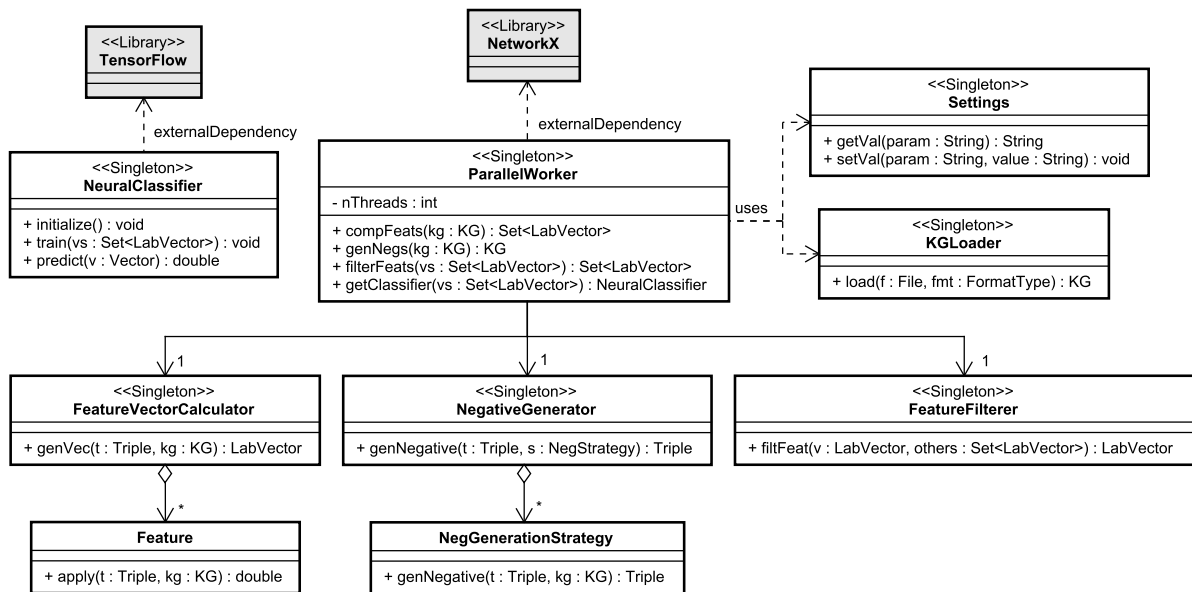 <<Library>>
TensorFlow
<<Library>>
NetworkX
externalDependency
externalDependency
<<Singleton>>
NeuralClassifier
+ initialize() : void
+ train(vs : Set<LabVector>) : void
+ predict(v : Vector) : double
<<Singleton>>
ParallelWorker
- nThreads : int
+ compFeats(kg : KG) : Set<LabVector>
+ genNegs(kg : KG) : KG
+ filterFeats(vs : Set<LabVector>) : Set<LabVector>
+ getClassifier(vs : Set<LabVector>) : NeuralClassifier
uses
<<Singleton>>
Settings
+ getVal(param : String) : String
+ setVal(param : String, value : String) : void
<<Singleton>>
KGLoader
+ load(f : File, fmt : FormatType) : KG
1
1
1
<<Singleton>>
FeatureVectorCalculator
+ genVec(t : Triple, kg : KG) : LabVector
<<Singleton>>
NegativeGenerator
+ genNegative(t : Triple, s : NegStrategy) : Triple
<<Singleton>>
FeatureFilterer
+ filtFeat(v : LabVector, others : Set<LabVector>) : LabVector
*
*
Feature
+ apply(t : Triple, kg : KG) : double
NegGenerationStrategy
+ genNegative(t : Triple, kg : KG) : Triple